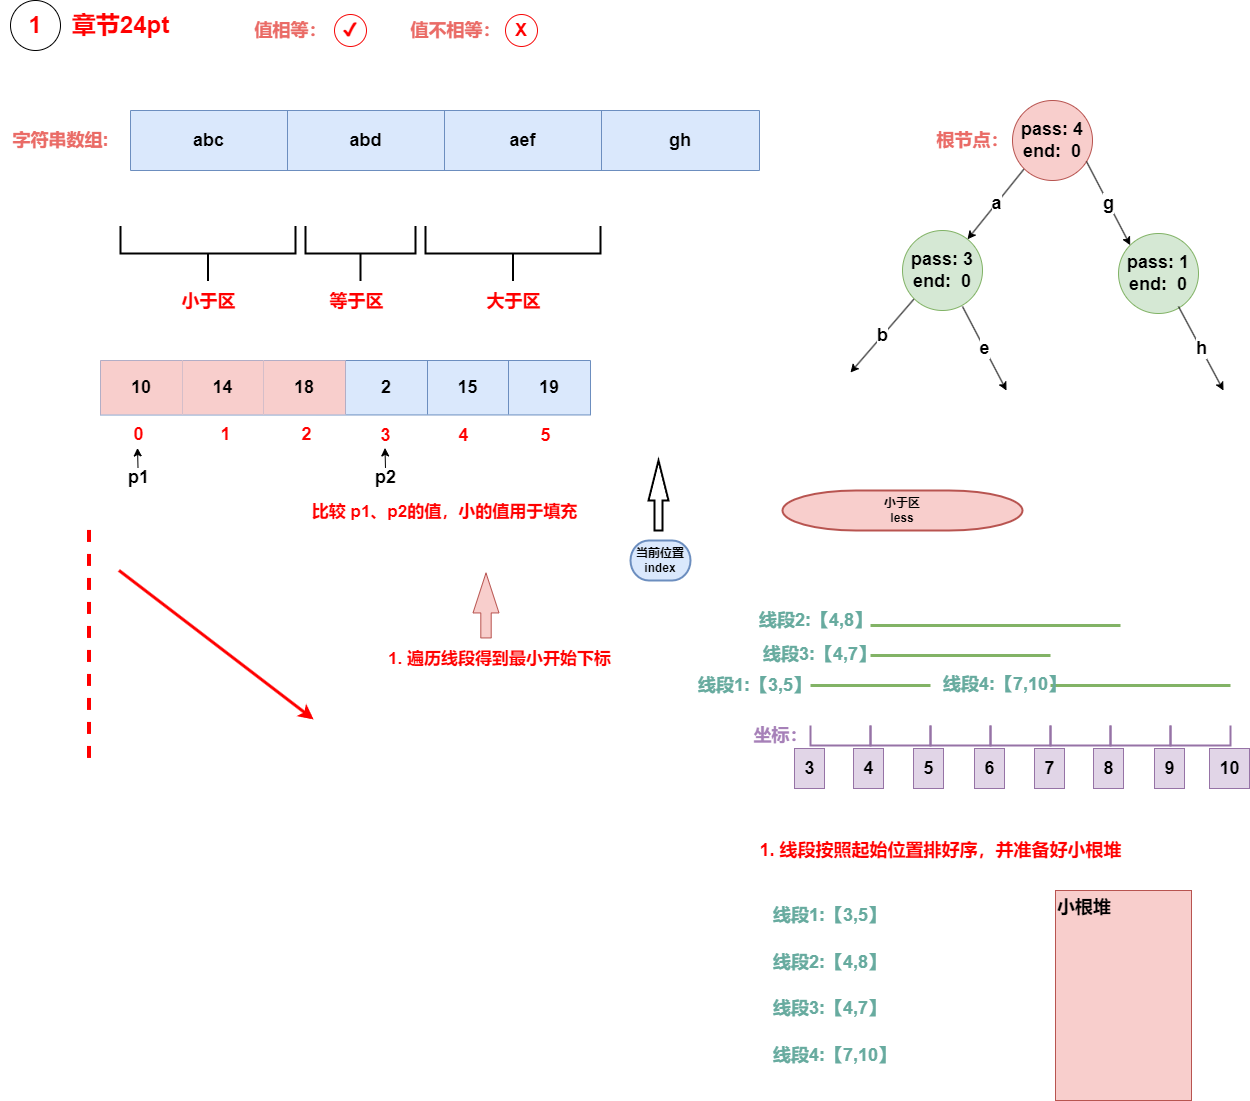 1 章节24pt
值相等： ✓ 值不相等： X
字符串数组:
abc abd aef gh
根节点：
pass: 4
end: 0
a g
pass: 3
end: 0
pass: 1
end: 0
b e h
小于区 等于区 大于区
10 14 18 2 15 19
0 1 2 3 4 5
p1 p2
比较 p1、p2的值，小的值用于填充
当前位置
index
小于区
less
1. 遍历线段得到最小开始下标
线段2:【4,8】
线段3:【4,7】
线段1:【3,5】 线段4:【7,10】
坐标：
3 4 5 6 7 8 9 10
1. 线段按照起始位置排好序，并准备好小根堆
线段1:【3,5】
线段2:【4,8】
线段3:【4,7】
线段4:【7,10】
小根堆